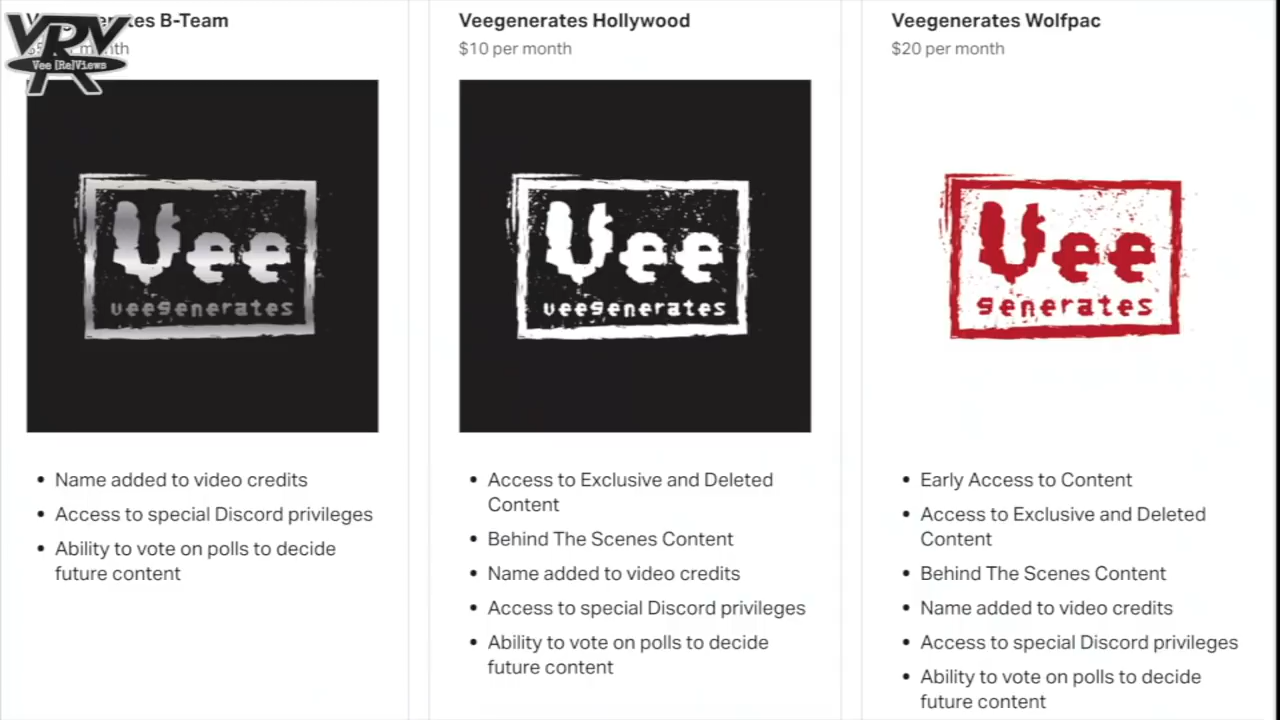 Veegenerates B-Team
$5 per month
VRV
Vee [Re]Views
Vee
veegenerates
Name added to video credits
Access to special Discord privileges
Ability to vote on polls to decide
future content
Veegenerates Hollywood
$10 per month
Vee
veegenerates
Access to Exclusive and Deleted
Content
Behind The Scenes Content
Name added to video credits
Access to special Discord privileges
Ability to vote on polls to decide
future content
Veegenerates Wolfpac
$20 per month
Vee
generates
Early Access to Content
Access to Exclusive and Deleted
Content
Behind The Scenes Content
Name added to video credits
Access to special Discord privileges
Ability to vote on polls to decide
future content